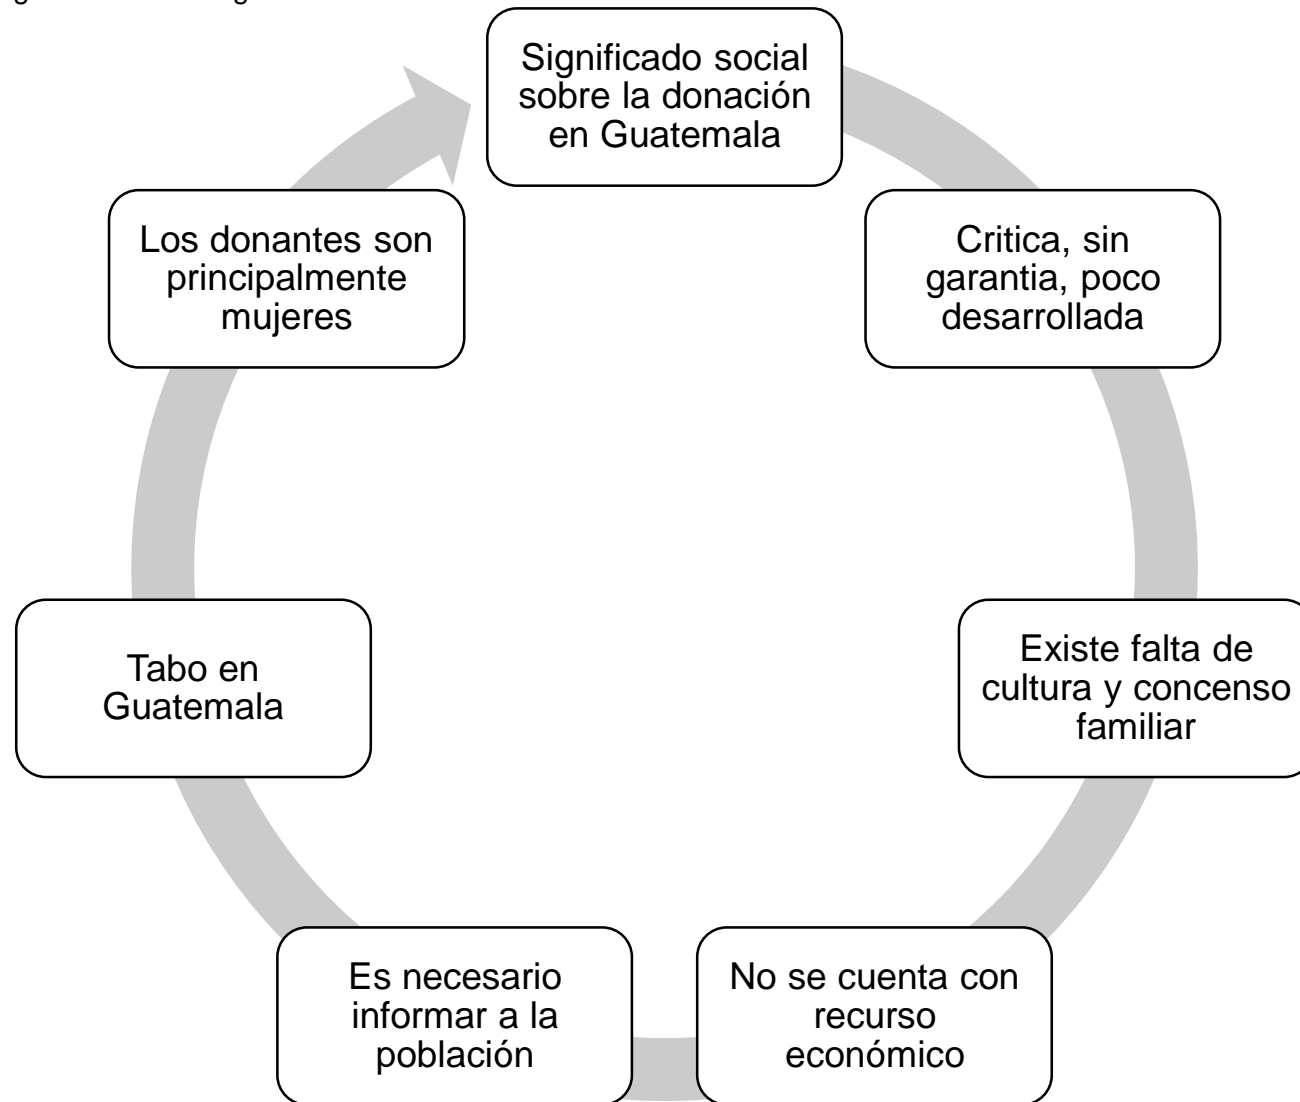 Significado social
sobre la donación
en Guatemala
Critica, sin
garantia, poco
desarrollada
Existe falta de
cultura y concenso
familiar
No se cuenta con
recurso
económico
Es necesario
informar a la
población
Tabo en
Guatemala
Los donantes son
principalmente
mujeres